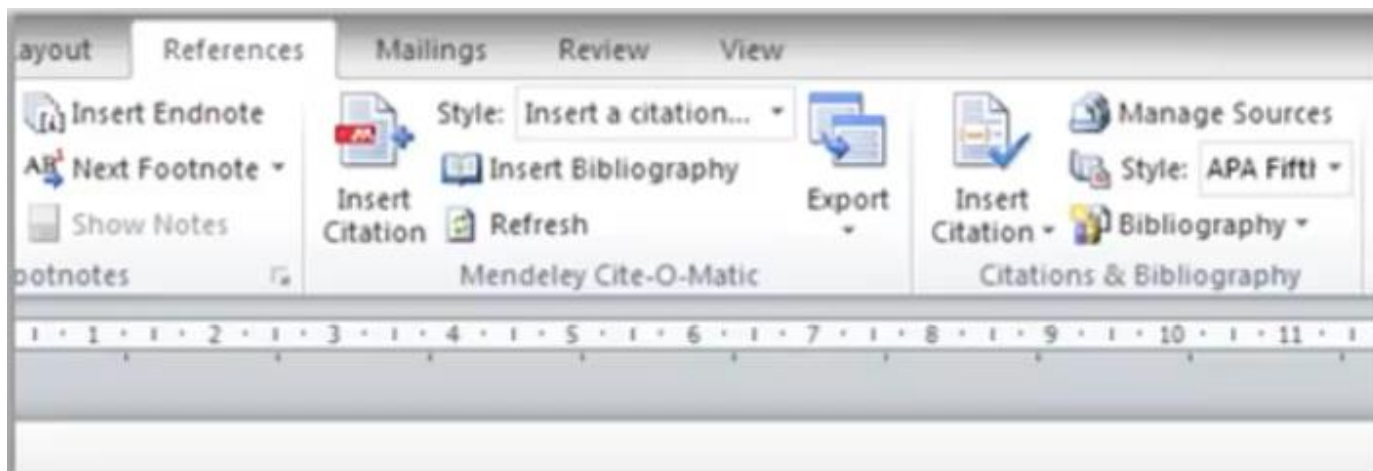 ayout References Mailings Review View
Insert Endnote
Next Footnote
Show Notes
ootnotes
Insert Citation
Style: Insert a citation...
Insert Bibliography
Refresh
Export
Mendeley Cite-O-Matic
Insert Citation
Manage Sources
Style: APA Fifth
Bibliography
Citations & Bibliography
1 2 3 4 5 6 7 8 9 10 11